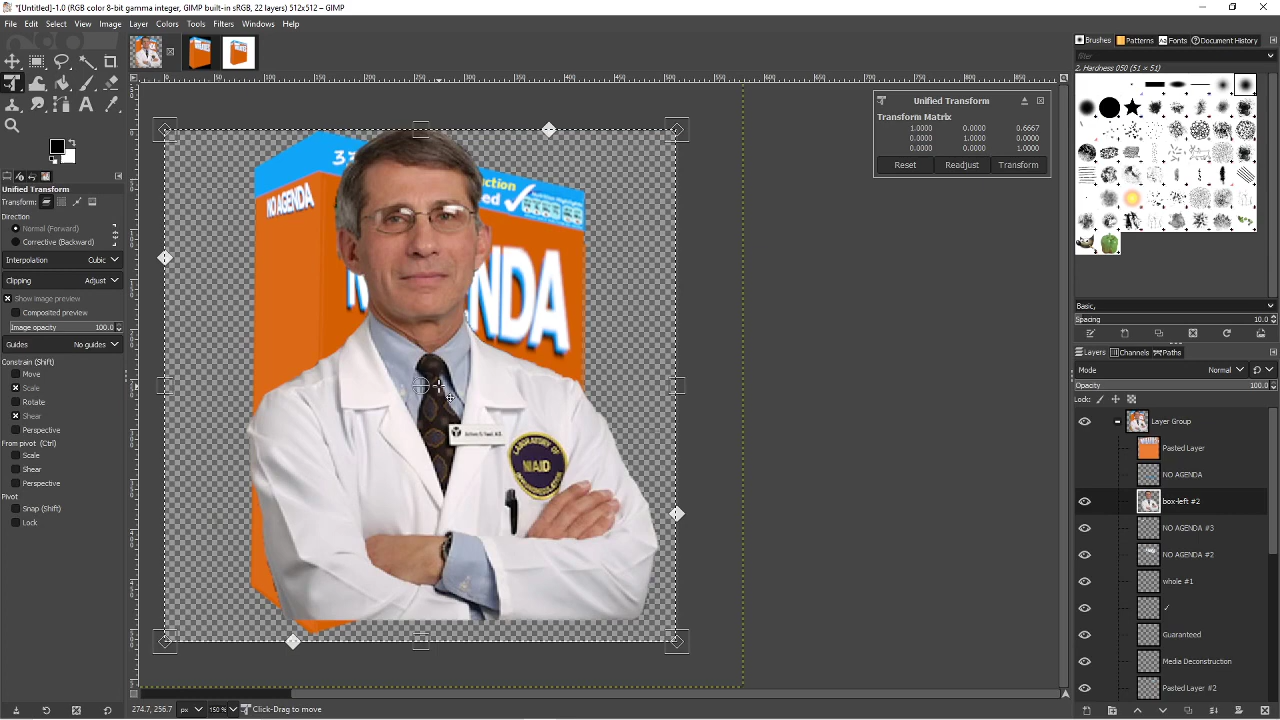 *[Untitled]-1.0 (RGB color 8-bit gamma integer, GIMP built-in sRGB, 22 layers) 512x512 – GIMP
File Edit Select View Image Layer Colors Tools Filters Windows Help
Brushes Patterns Fonts Document History
filter
2. Hardness 050 (51 × 51)
Unified Transform
Transform Matrix
1.0000 0.0000 0.6667
0.0000 1.0000 0.0000
0.0000 0.0000 1.0000
Reset Readjust Transform
Unified Transform
Transform:
Direction
Normal (Forward)
Corrective (Backward)
Interpolation Cubic
Clipping Adjust
Show image preview
Composited preview
Image opacity 100.0
Guides No guides
Constrain (Shift)
Move
Scale
Rotate
Shear
Perspective
From pivot (Ctrl)
Scale
Shear
Perspective
Pivot
Snap (Shift)
Lock
33
NO AGENDA
NDA
LABORATORY OF
NIAID
Basic,
Spacing 10.0
Layers Channels Paths
Mode Normal
Opacity 100.0
Lock:
Layer Group
Pasted Layer
NO AGENDA
box-left #2
NO AGENDA #3
NO AGENDA #2
whole #1
✓
Guaranteed
Media Deconstruction
Pasted Layer #2
274.7, 256.7 px 150 % Click-Drag to move